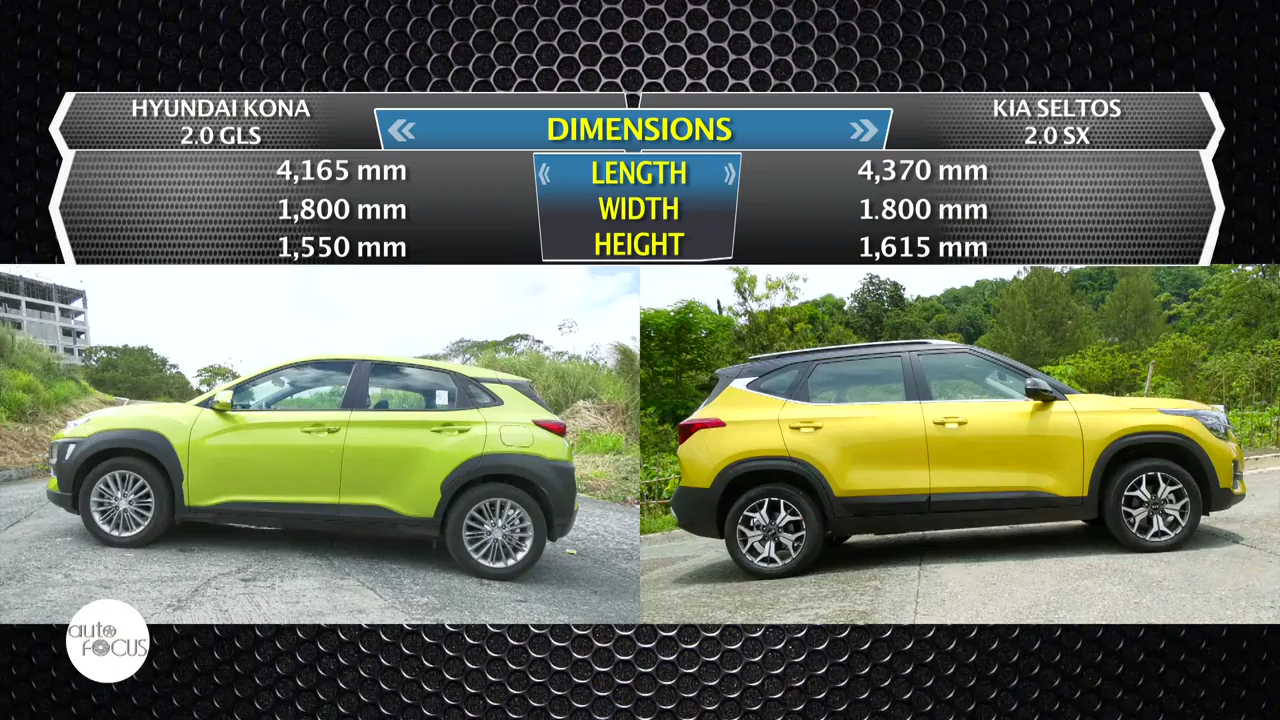 HYUNDAI KONA
2.0 GLS
DIMENSIONS
KIA SELTOS
2.0 SX
4,165 mm
LENGTH
4,370 mm
1,800 mm
WIDTH
1.800 mm
1,550 mm
HEIGHT
1,615 mm
auto
FOCUS